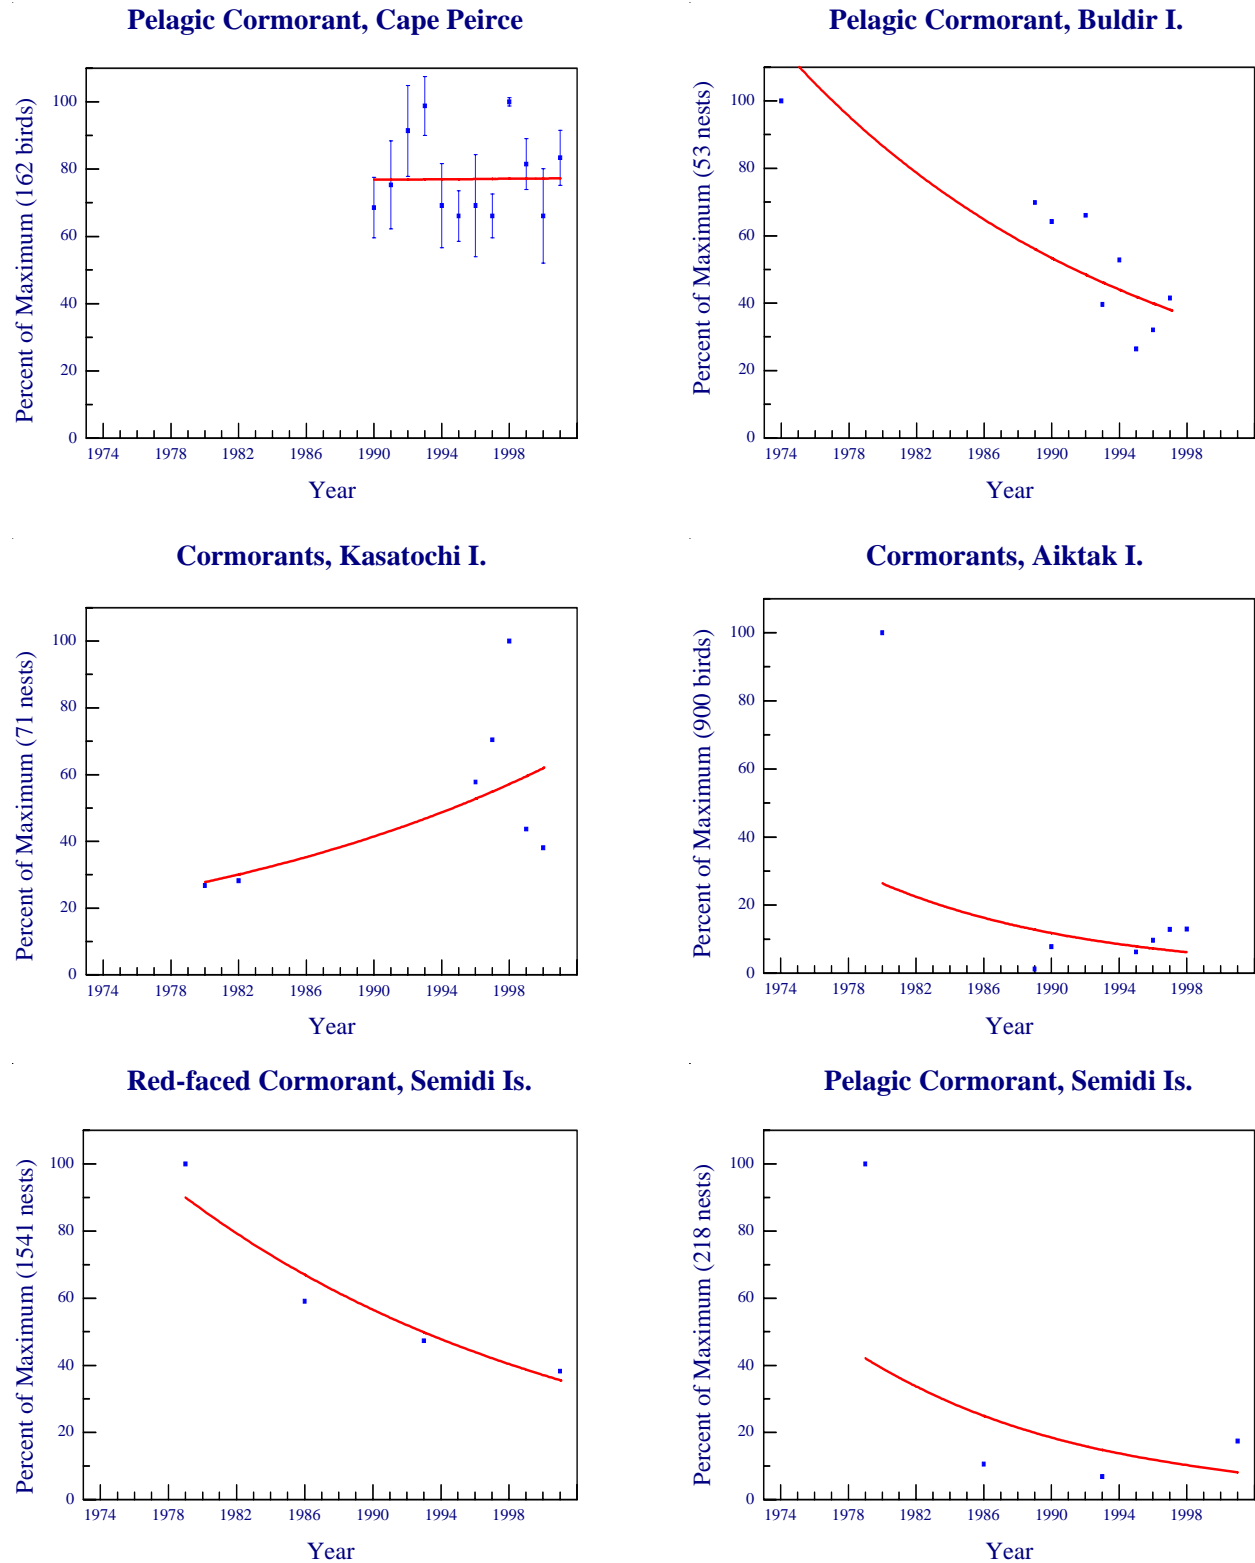 Pelagic Cormorant, Cape Peirce
Percent of Maximum (162 birds)
100
80
60
40
20
0
1974 1978 1982 1986 1990 1994 1998
Year
Pelagic Cormorant, Buldir I.
Percent of Maximum (53 nests)
100
80
60
40
20
0
1974 1978 1982 1986 1990 1994 1998
Year
Cormorants, Kasatochi I.
Percent of Maximum (71 nests)
100
80
60
40
20
0
1974 1978 1982 1986 1990 1994 1998
Year
Cormorants, Aiktak I.
Percent of Maximum (900 birds)
100
80
60
40
20
0
1974 1978 1982 1986 1990 1994 1998
Year
Red-faced Cormorant, Semidi Is.
Percent of Maximum (1541 nests)
100
80
60
40
20
0
1974 1978 1982 1986 1990 1994 1998
Year
Pelagic Cormorant, Semidi Is.
Percent of Maximum (218 nests)
100
80
60
40
20
0
1974 1978 1982 1986 1990 1994 1998
Year